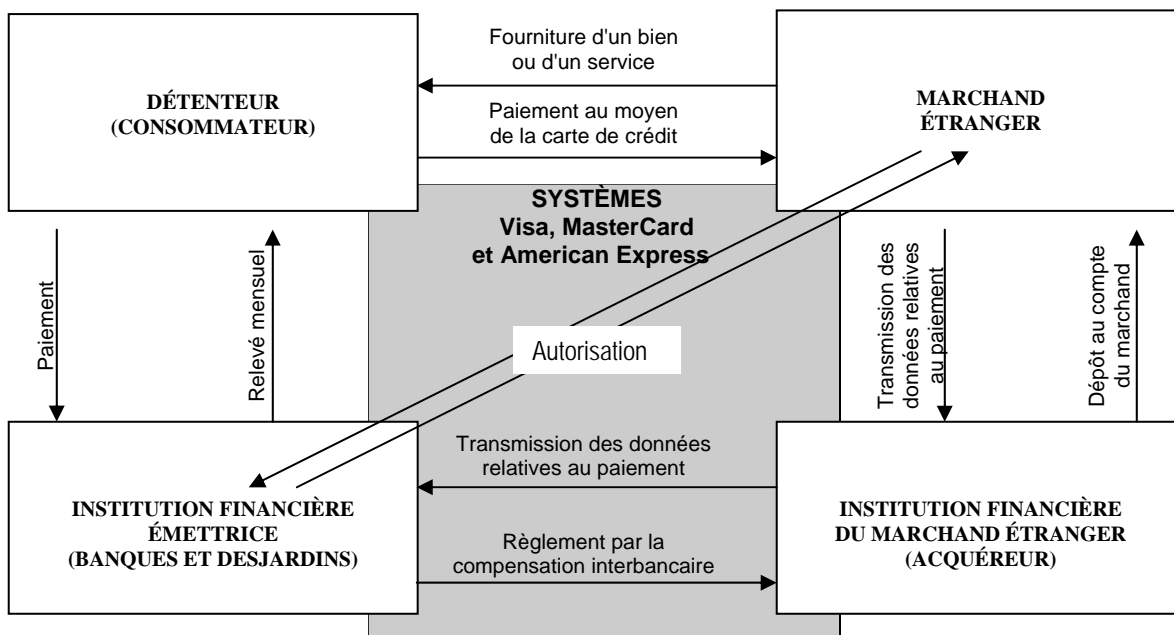 Fourniture d'un bien
ou d'un service
DÉTENTEUR
(CONSOMMATEUR)
Paiement au moyen
de la carte de crédit
MARCHAND
ÉTRANGER
SYSTÈMES
Visa, MasterCard
et American Express
Paiement
Relevé mensuel
Autorisation
Transmission des
données relatives
au paiement
Dépôt au compte
du marchand
Transmission des données
relatives au paiement
INSTITUTION FINANCIÈRE
ÉMETTRICE
(BANQUES ET DESJARDINS)
Règlement par la
compensation interbancaire
INSTITUTION FINANCIÈRE
DU MARCHAND ÉTRANGER
(ACQUÉREUR)